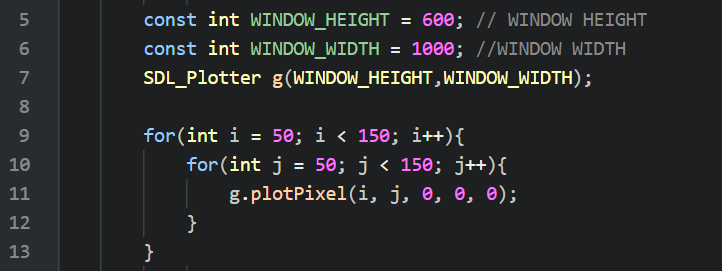 5 const int WINDOW_HEIGHT = 600; // WINDOW HEIGHT
6 const int WINDOW_WIDTH = 1000; //WINDOW WIDTH
7 SDL_Plotter g(WINDOW_HEIGHT,WINDOW_WIDTH);
8
9 for(int i = 50; i < 150; i++){
10 for(int j = 50; j < 150; j++){
11 g.plotPixel(i, j, 0, 0, 0);
12 }
13 }